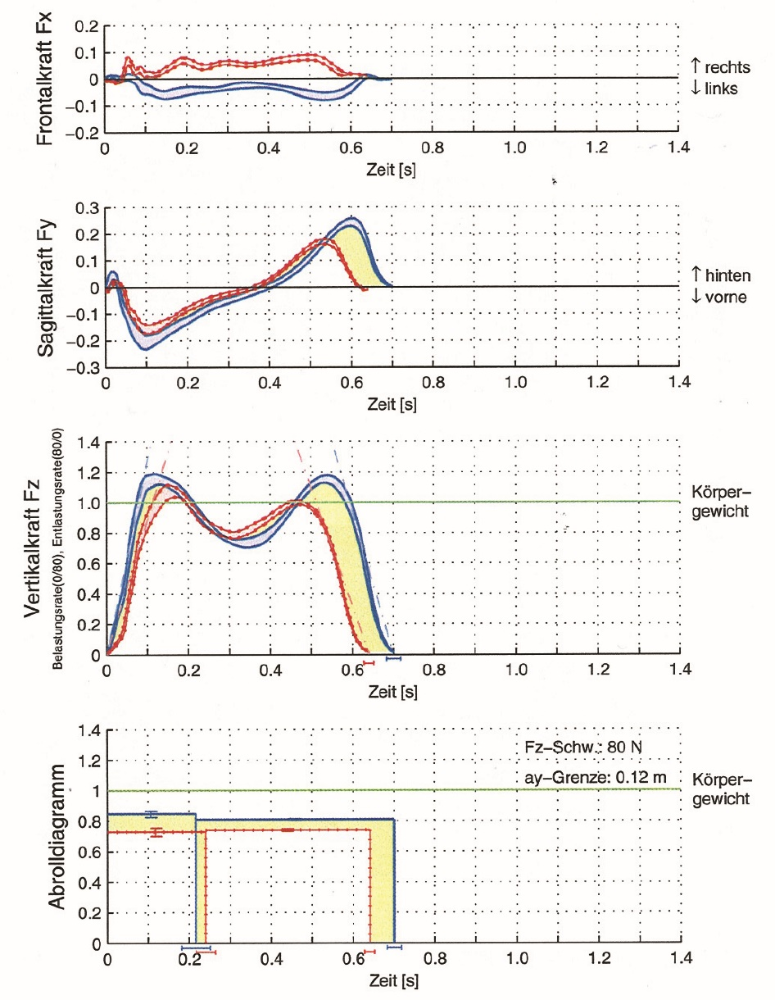 Frontalkraft Fx
0.2
0.1
0
−0.1
−0.2
0 0.2 0.4 0.6 0.8 1.0 1.2 1.4
Zeit [s]
↑ rechts
↓ links
Sagittalkraft Fy
0.3
0.2
0.1
0
−0.1
−0.2
−0.3
0 0.2 0.4 0.6 0.8 1.0 1.2 1.4
Zeit [s]
↑ hinten
↓ vorne
Vertikalkraft Fz
Belastungsrate(0/80), Entlastungsrate(80/0)
1.4
1.2
1.0
0.8
0.6
0.4
0.2
0
0 0.2 0.4 0.6 0.8 1.0 1.2 1.4
Zeit [s]
Körper−
gewicht
Abrolldiagramm
1.4
1.2
1
0.8
0.6
0.4
0.2
0
0 0.2 0.4 0.6 0.8 1.0 1.2 1.4
Zeit [s]
Fz−Schw.: 80 N
ay−Grenze: 0.12 m
Körper−
gewicht